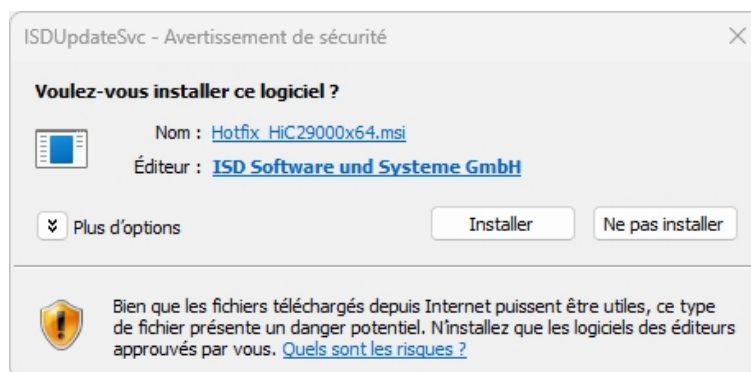 ISDUpdateSvc - Avertissement de sécurité
Voulez-vous installer ce logiciel ?
Nom : Hotfix_HiC29000x64.msi
Éditeur : ISD Software und Systeme GmbH
Plus d’options
Installer
Ne pas installer
Bien que les fichiers téléchargés depuis Internet puissent être utiles, ce type
de fichier présente un danger potentiel. N’installez que les logiciels des éditeurs
approuvés par vous. Quels sont les risques ?